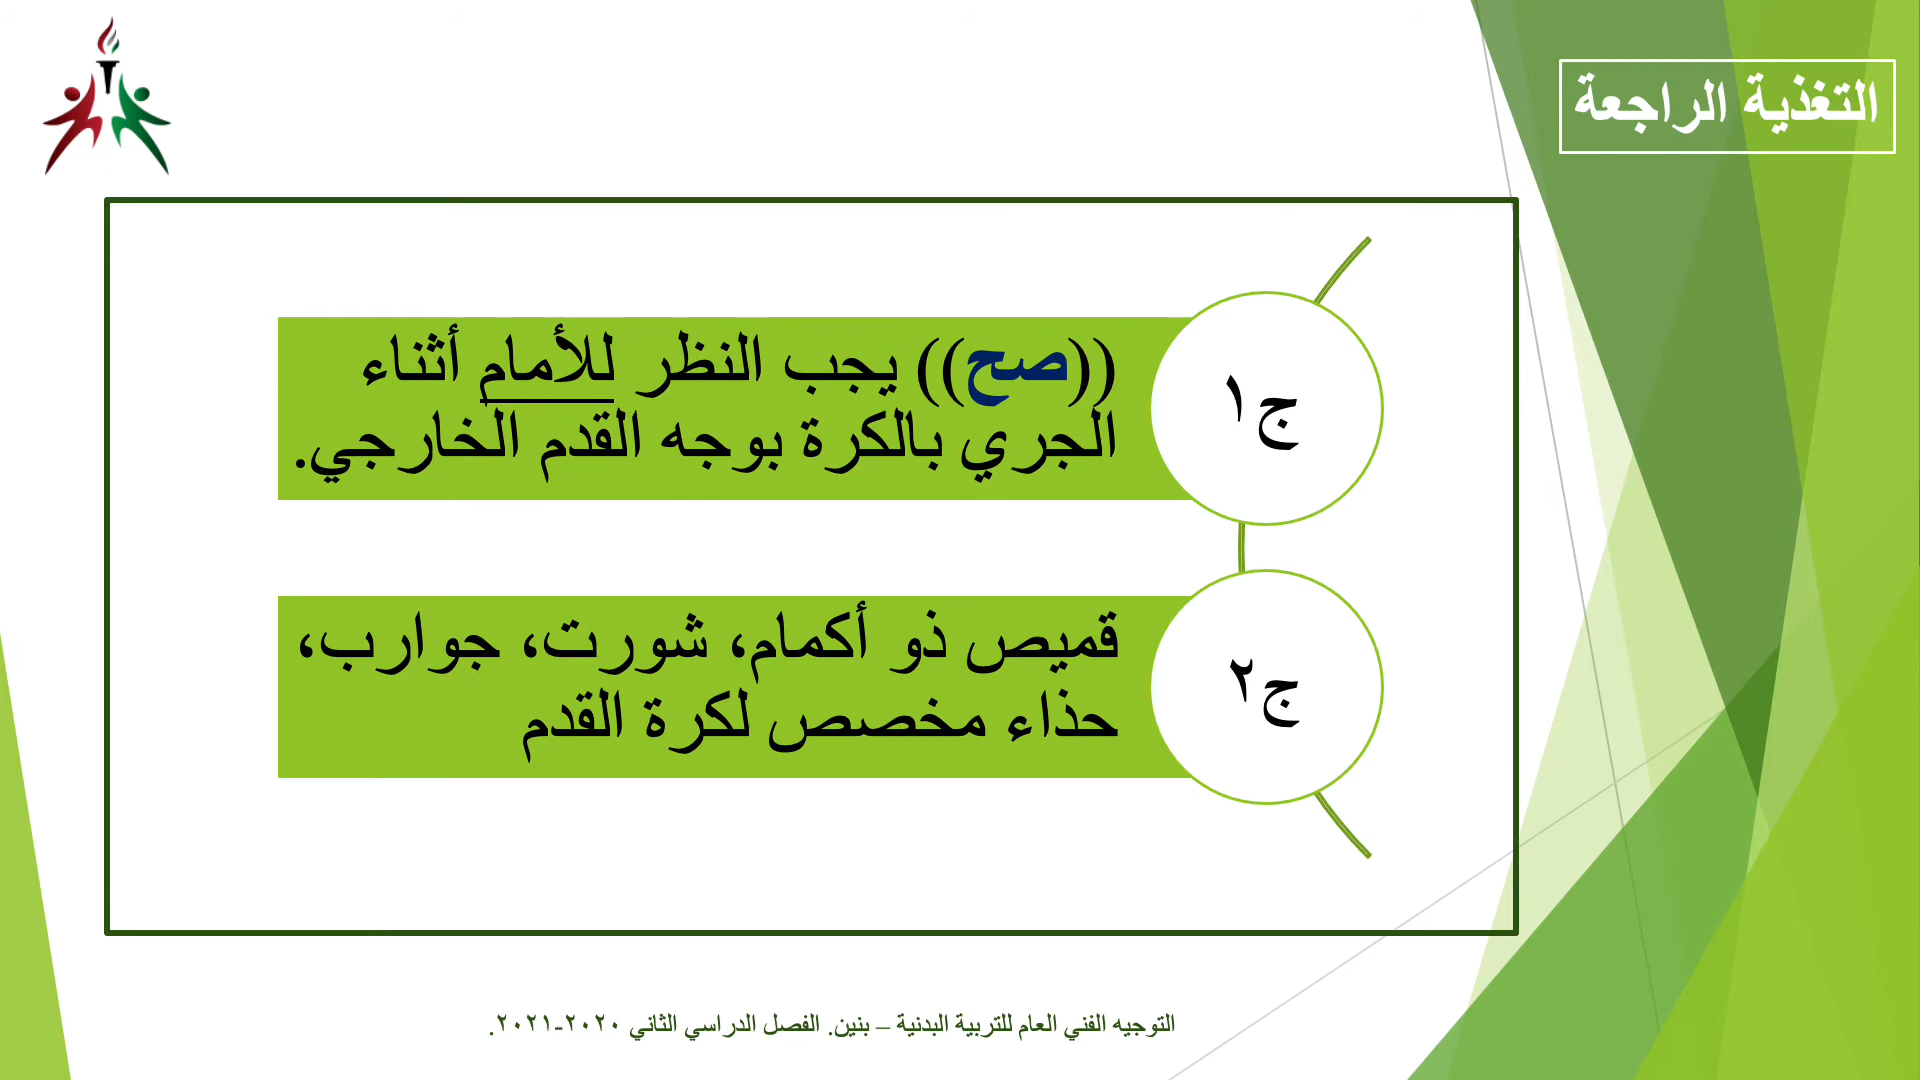 التغذية الراجعة
ج١
((صح)) يجب النظر للأمام أثناء
الجري بالكرة بوجه القدم الخارجي.
ج٢
قميص ذو أكمام، شورت، جوارب،
حذاء مخصص لكرة القدم
التوجيه الفني العام للتربية البدنية – بنين. الفصل الدراسي الثاني ٢٠٢٠-٢٠٢١.